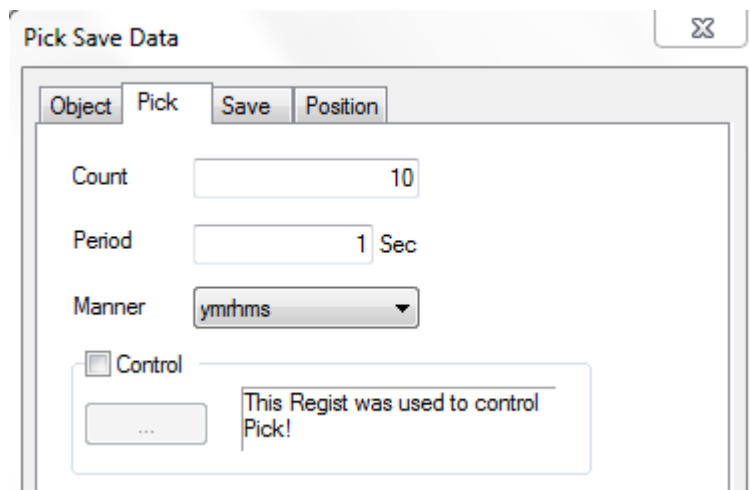 Pick Save Data
Object Pick Save Position
Count 10
Period 1 Sec
Manner ymrhms
Control
... This Regist was used to control
Pick!